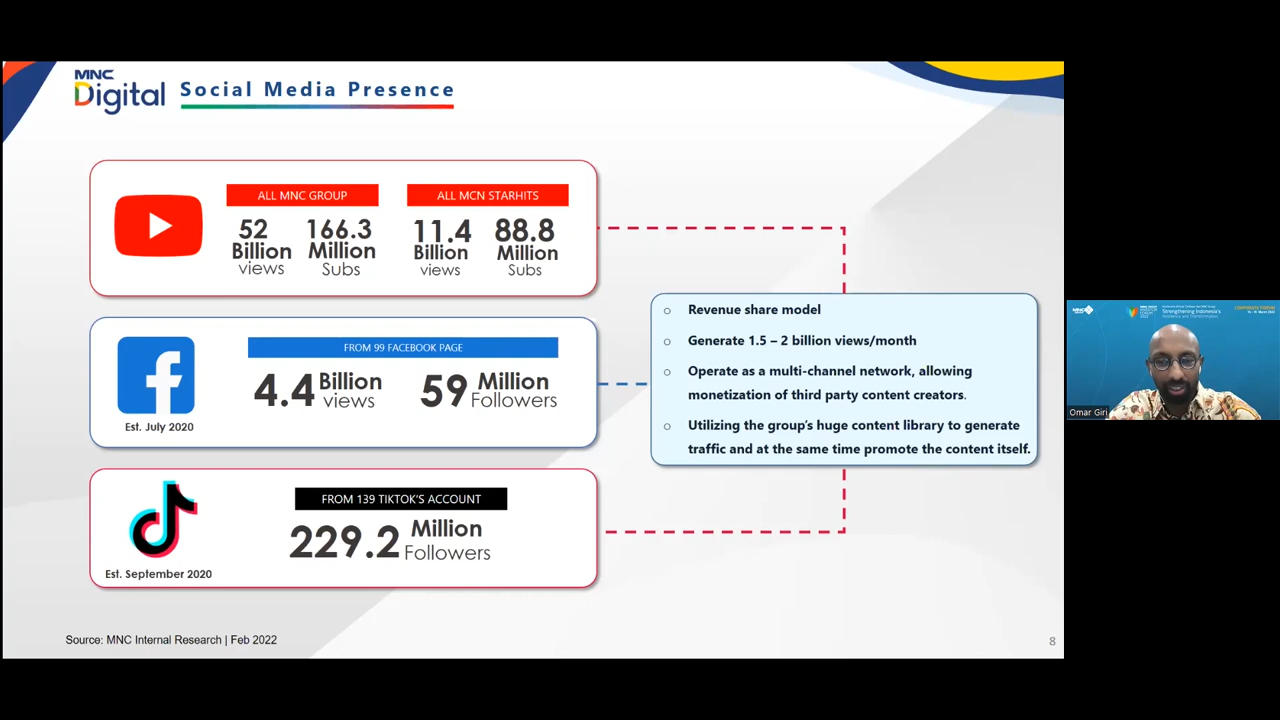 MNC
Digital
Social Media Presence
ALL MNC GROUP
ALL MCN STARHITS
52
Billion
views
166.3
Million
Subs
11.4
Billion
views
88.8
Million
Subs
FROM 99 FACEBOOK PAGE
4.4 Billion
views
59 Million
Followers
Est. July 2020
FROM 139 TIKTOK'S ACCOUNT
229.2 Million
Followers
Est. September 2020
○ Revenue share model
○ Generate 1.5 – 2 billion views/month
○ Operate as a multi-channel network, allowing
monetization of third party content creators.
○ Utilizing the group's huge content library to generate
traffic and at the same time promote the content itself.
Source: MNC Internal Research | Feb 2022
8
MNC
Strengthening Indonesia's
CORPORATE FORUM
Omar Giri